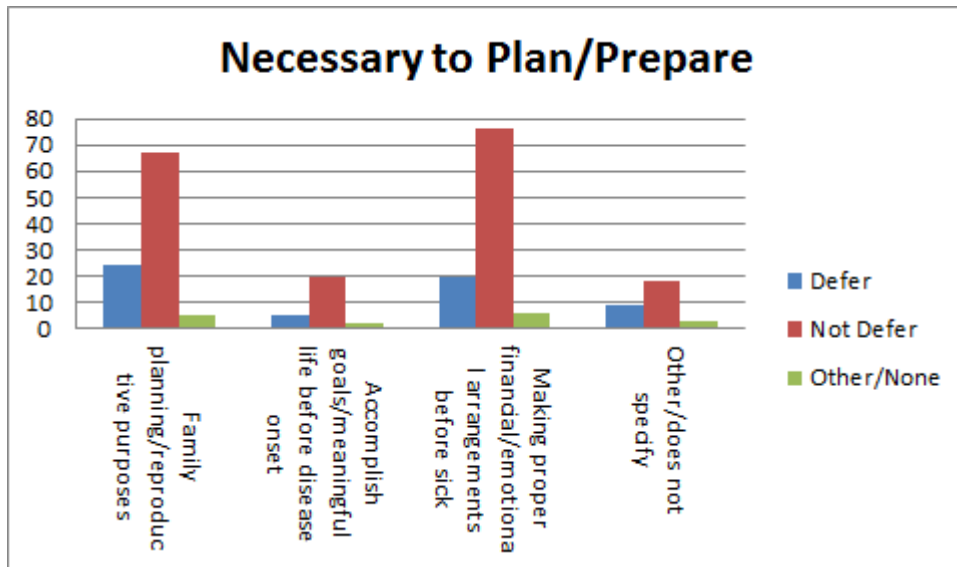 Necessary to Plan/Prepare
80
70
60
50
40
30
20
10
0
Family
planning/reproduc
tive purposes
Accomplish
goals/meaningful
life before disease
onset
Making proper
financial/emotiona
l arrangements
before sick
Other/does not
specify
Defer
Not Defer
Other/None